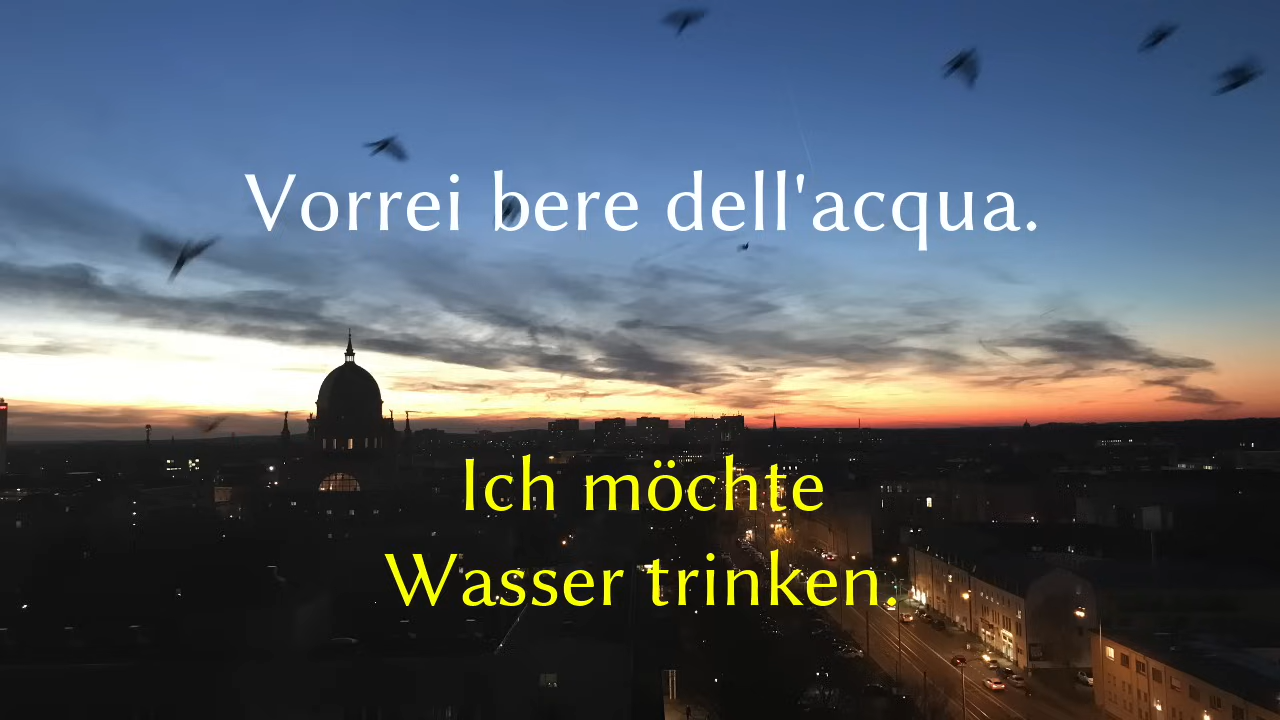 Vorrei bere dell'acqua.
Ich möchte
Wasser trinken.